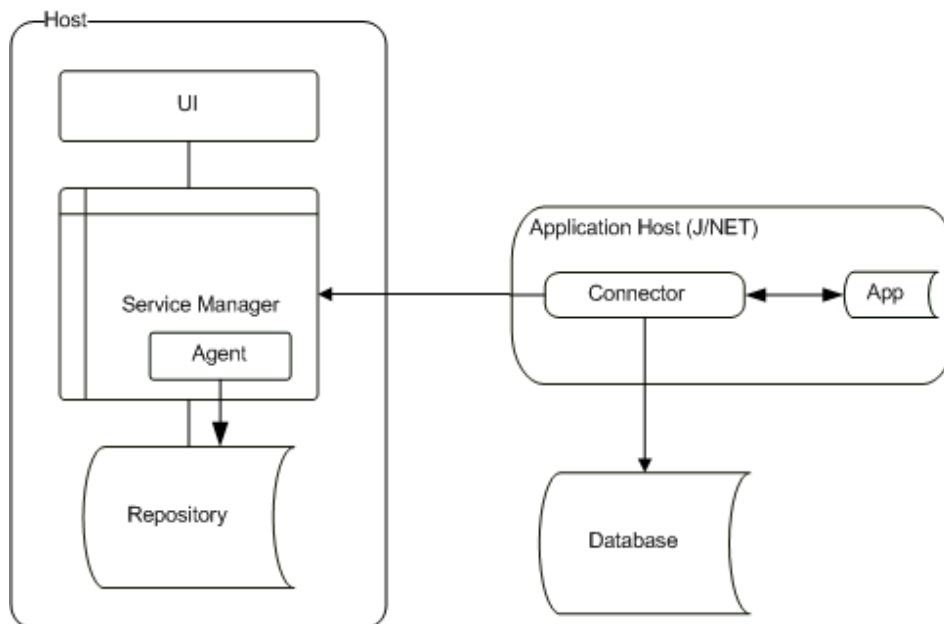 Host
UI
Service Manager
Agent
Repository
Application Host (J/NET)
Connector
App
Database